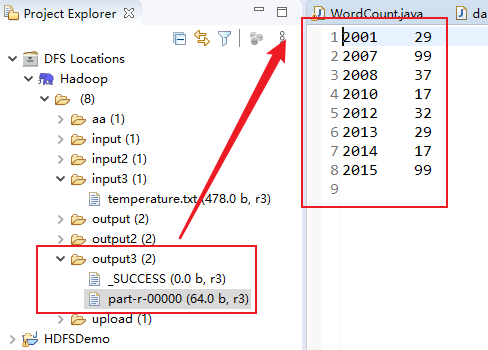 Project Explorer
DFS Locations
Hadoop
(8)
aa (1)
input (1)
input2 (1)
input3 (1)
temperature.txt (478.0 b, r3)
output (2)
output2 (2)
output3 (2)
_SUCCESS (0.0 b, r3)
part-r-00000 (64.0 b, r3)
upload (1)
HDFSDemo
WordCount.java
da
1 2001 29
2 2007 99
3 2008 37
4 2010 17
5 2012 32
6 2013 29
7 2014 17
8 2015 99
9